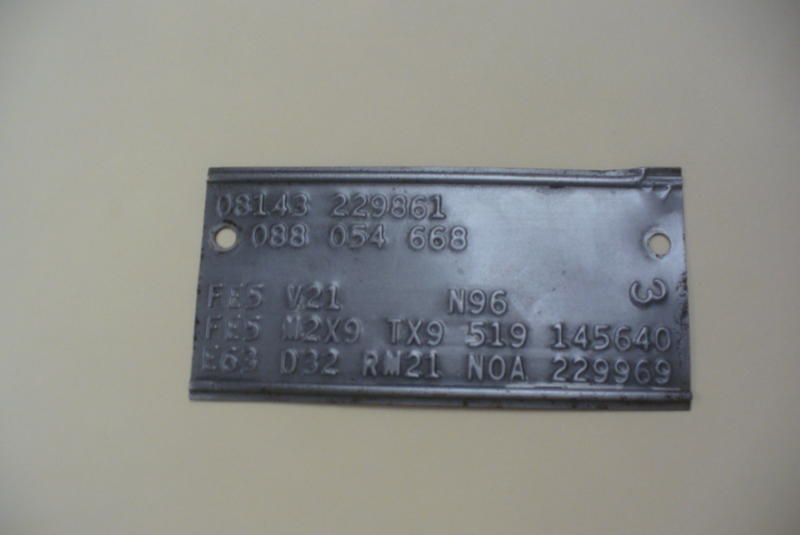 08143 229861
088 054 668
FE5 V21 N96 3
FE5 M2X9 TX9 519 145640
E63 D32 RM21 NOA 229969